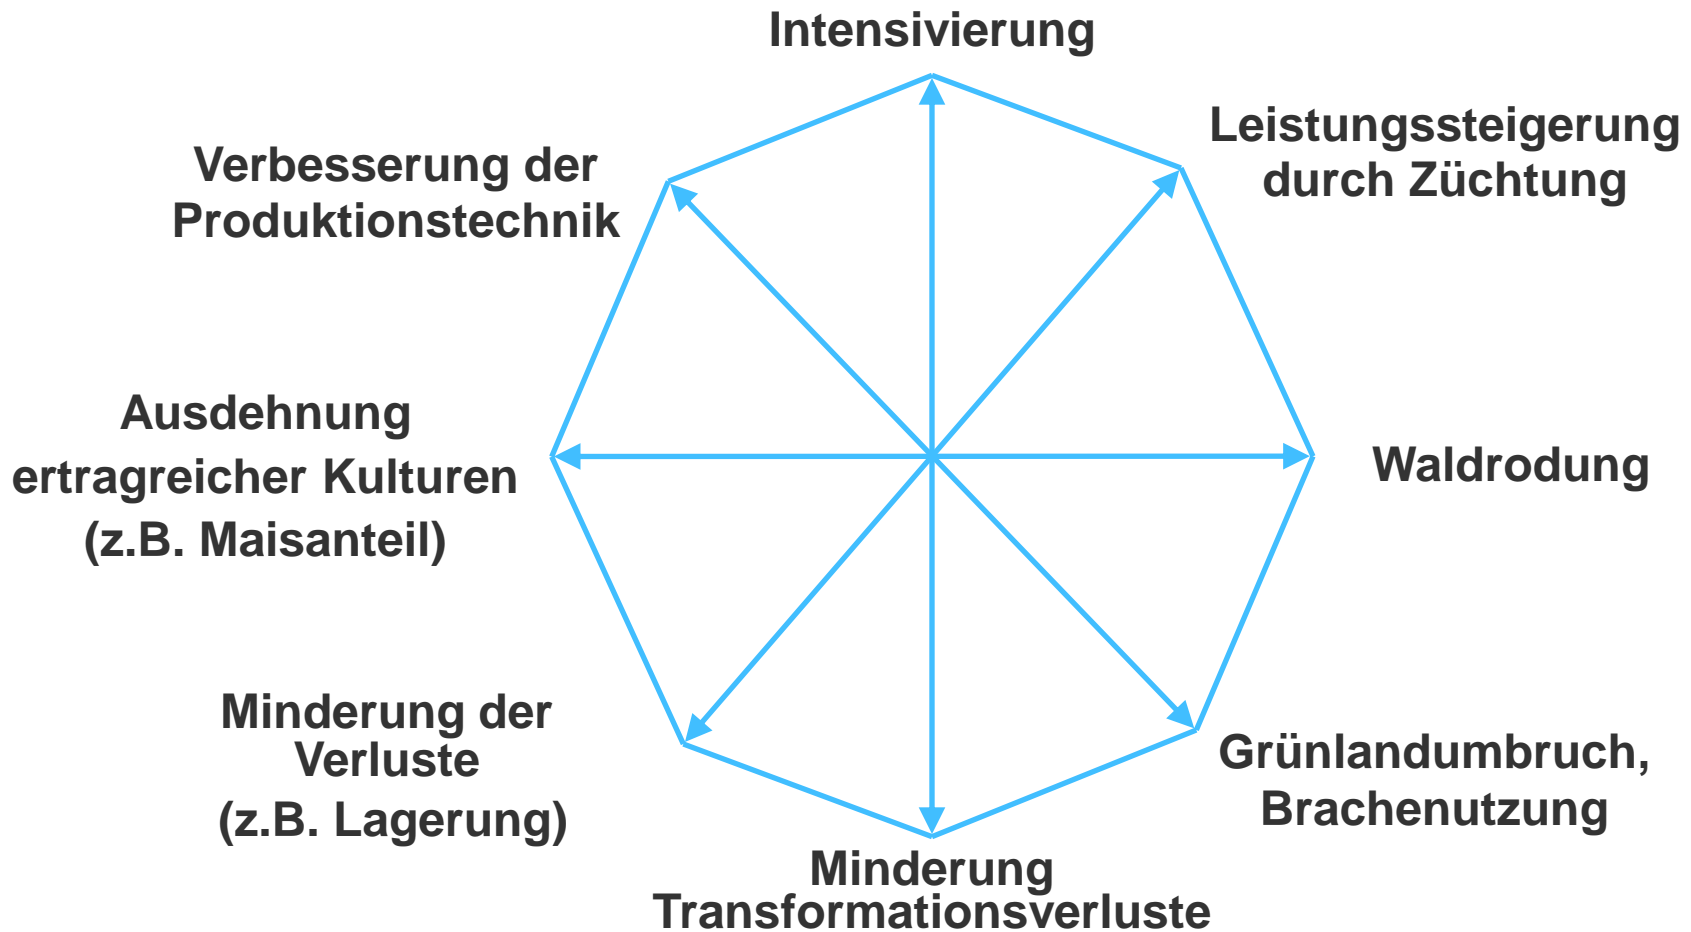 Intensivierung
Leistungssteigerung
durch Züchtung
Verbesserung der
Produktionstechnik
Ausdehnung
ertragreicher Kulturen
(z.B. Maisanteil)
Waldrodung
Minderung der
Verluste
(z.B. Lagerung)
Grünlandumbruch,
Brachenutzung
Minderung
Transformationsverluste